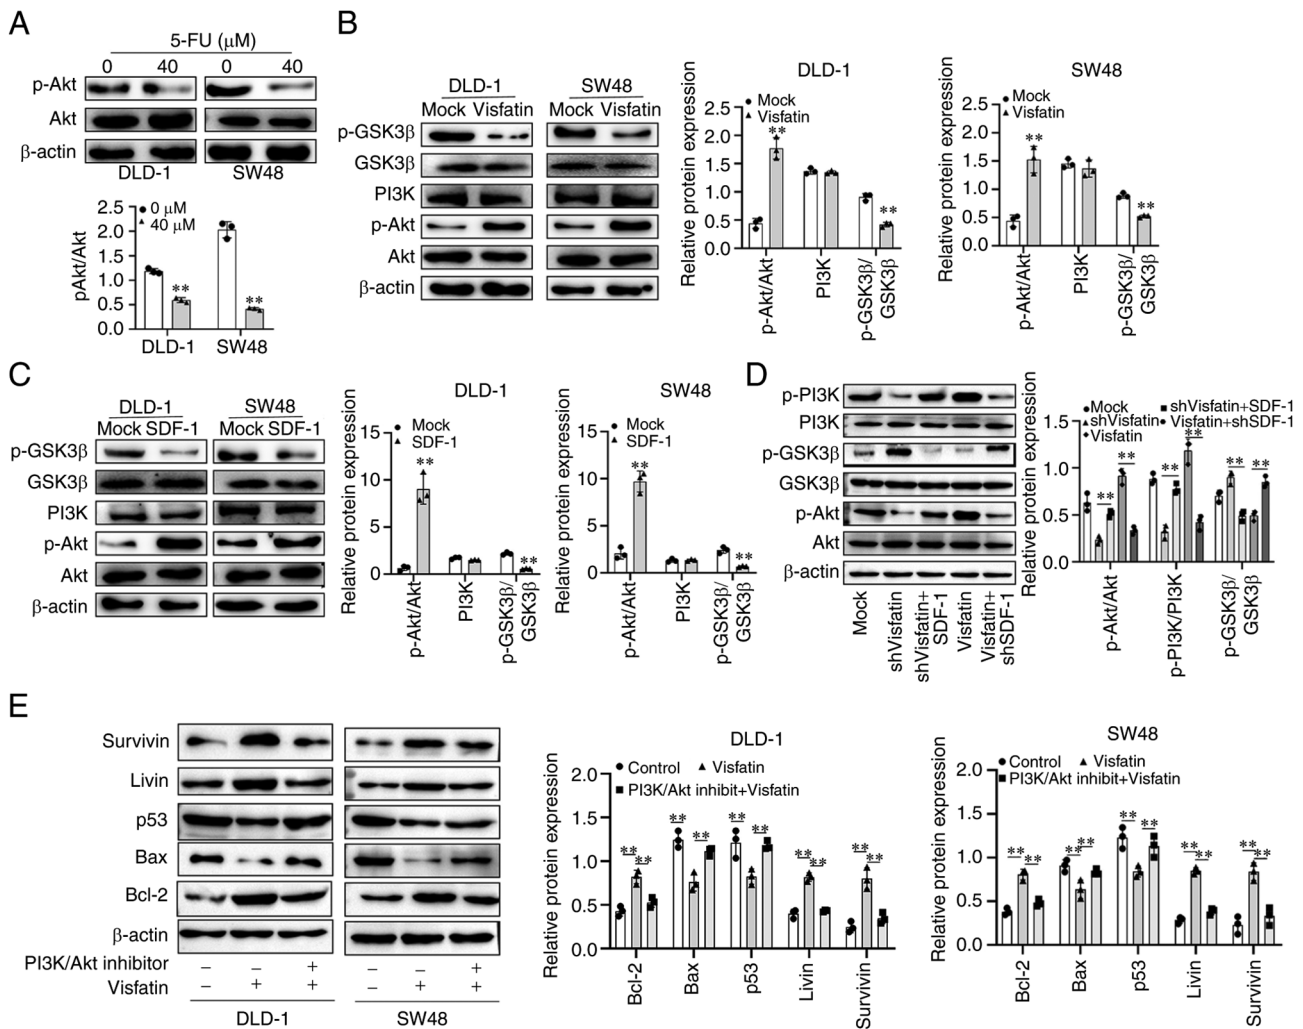 A
5-FU (μM)
0 40 0 40
p-Akt
Akt
β-actin
DLD-1 SW48
pAkt/Akt
2.5
2.0
1.5
1.0
0.5
0.0
0 μM
40 μM
** **
DLD-1 SW48
B
DLD-1 SW48
Mock Visfatin Mock Visfatin
p-GSK3β
GSK3β
PI3K
p-Akt
Akt
β-actin
DLD-1
Relative protein expression
2.5
2.0
1.5
1.0
0.5
0.0
Mock
Visfatin
** **
p-Akt/Akt
PI3K
p-GSK3β/
GSK3β
SW48
Relative protein expression
2.5
2.0
1.5
1.0
0.5
0.0
Mock
Visfatin
** **
p-Akt/Akt
PI3K
p-GSK3β/
GSK3β
C
DLD-1 SW48
Mock SDF-1 Mock SDF-1
p-GSK3β
GSK3β
PI3K
p-Akt
Akt
β-actin
DLD-1
Relative protein expression
15
10
5
0
Mock
SDF-1
** **
p-Akt/Akt
PI3K
p-GSK3β/
GSK3β
SW48
Relative protein expression
15
10
5
0
Mock
SDF-1
** **
p-Akt/Akt
PI3K
p-GSK3β/
GSK3β
D
p-PI3K
PI3K
p-GSK3β
GSK3β
p-Akt
Akt
β-actin
Mock
shVisfatin
shVisfatin+
SDF-1
Visfatin
Visfatin+
shSDF-1
Relative protein expression
1.5
1.0
0.5
0.0
Mock shVisfatin+SDF-1
shVisfatin Visfatin+shSDF-1
Visfatin
** ** ** ** ** **
p-Akt/Akt
p-PI3K/PI3K
p-GSK3β/
GSK3β
E
Survivin
Livin
p53
Bax
Bcl-2
β-actin
PI3K/Akt inhibitor − − + − − +
Visfatin − + + − + +
DLD-1 SW48
DLD-1
Relative protein expression
2.0
1.5
1.0
0.5
0.0
Control Visfatin
PI3K/Akt inhibit+Visfatin
** ** ** ** ** ** ** ** ** **
Bcl-2
Bax
p53
Livin
Survivin
SW48
Relative protein expression
2.0
1.5
1.0
0.5
0.0
Control Visfatin
PI3K/Akt inhibit+Visfatin
** ** ** ** ** ** ** ** ** **
Bcl-2
Bax
p53
Livin
Survivin